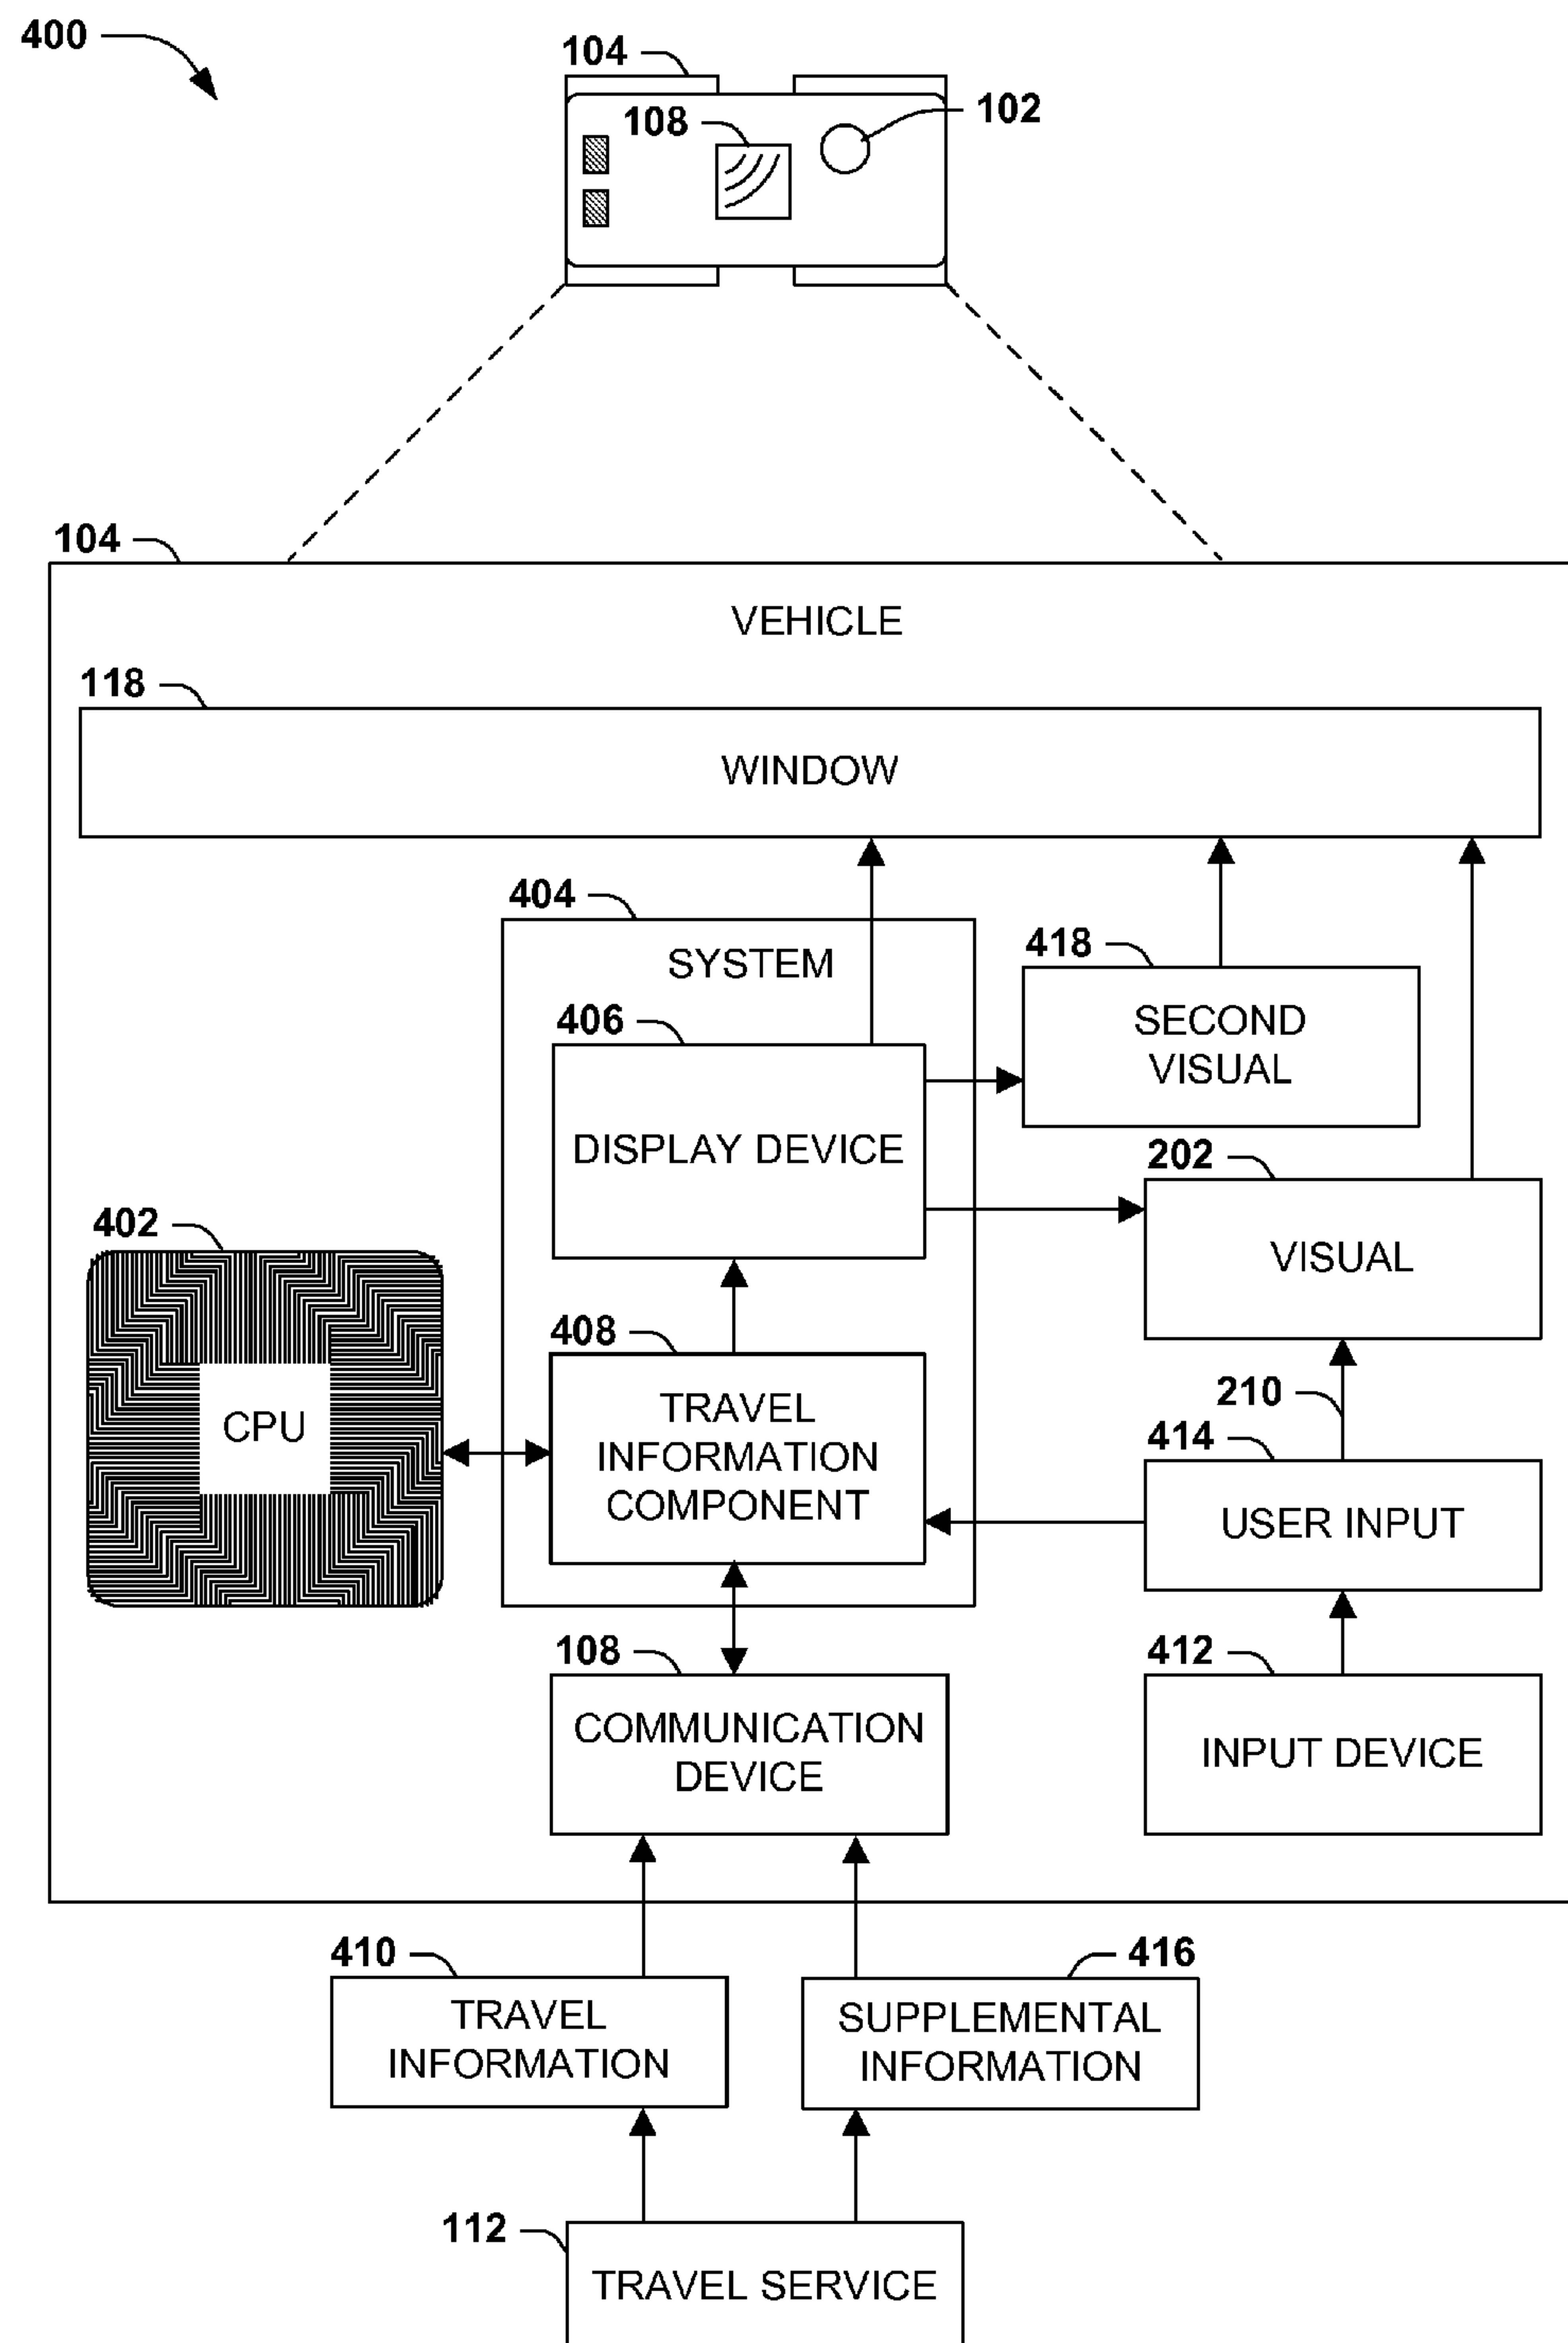 400
104
108
102
104
VEHICLE
118
WINDOW
404
SYSTEM
418
SECOND
VISUAL
406
DISPLAY DEVICE
202
VISUAL
402
CPU
408
TRAVEL
INFORMATION
COMPONENT
210
414
USER INPUT
108
COMMUNICATION
DEVICE
412
INPUT DEVICE
410
TRAVEL
INFORMATION
416
SUPPLEMENTAL
INFORMATION
112
TRAVEL SERVICE